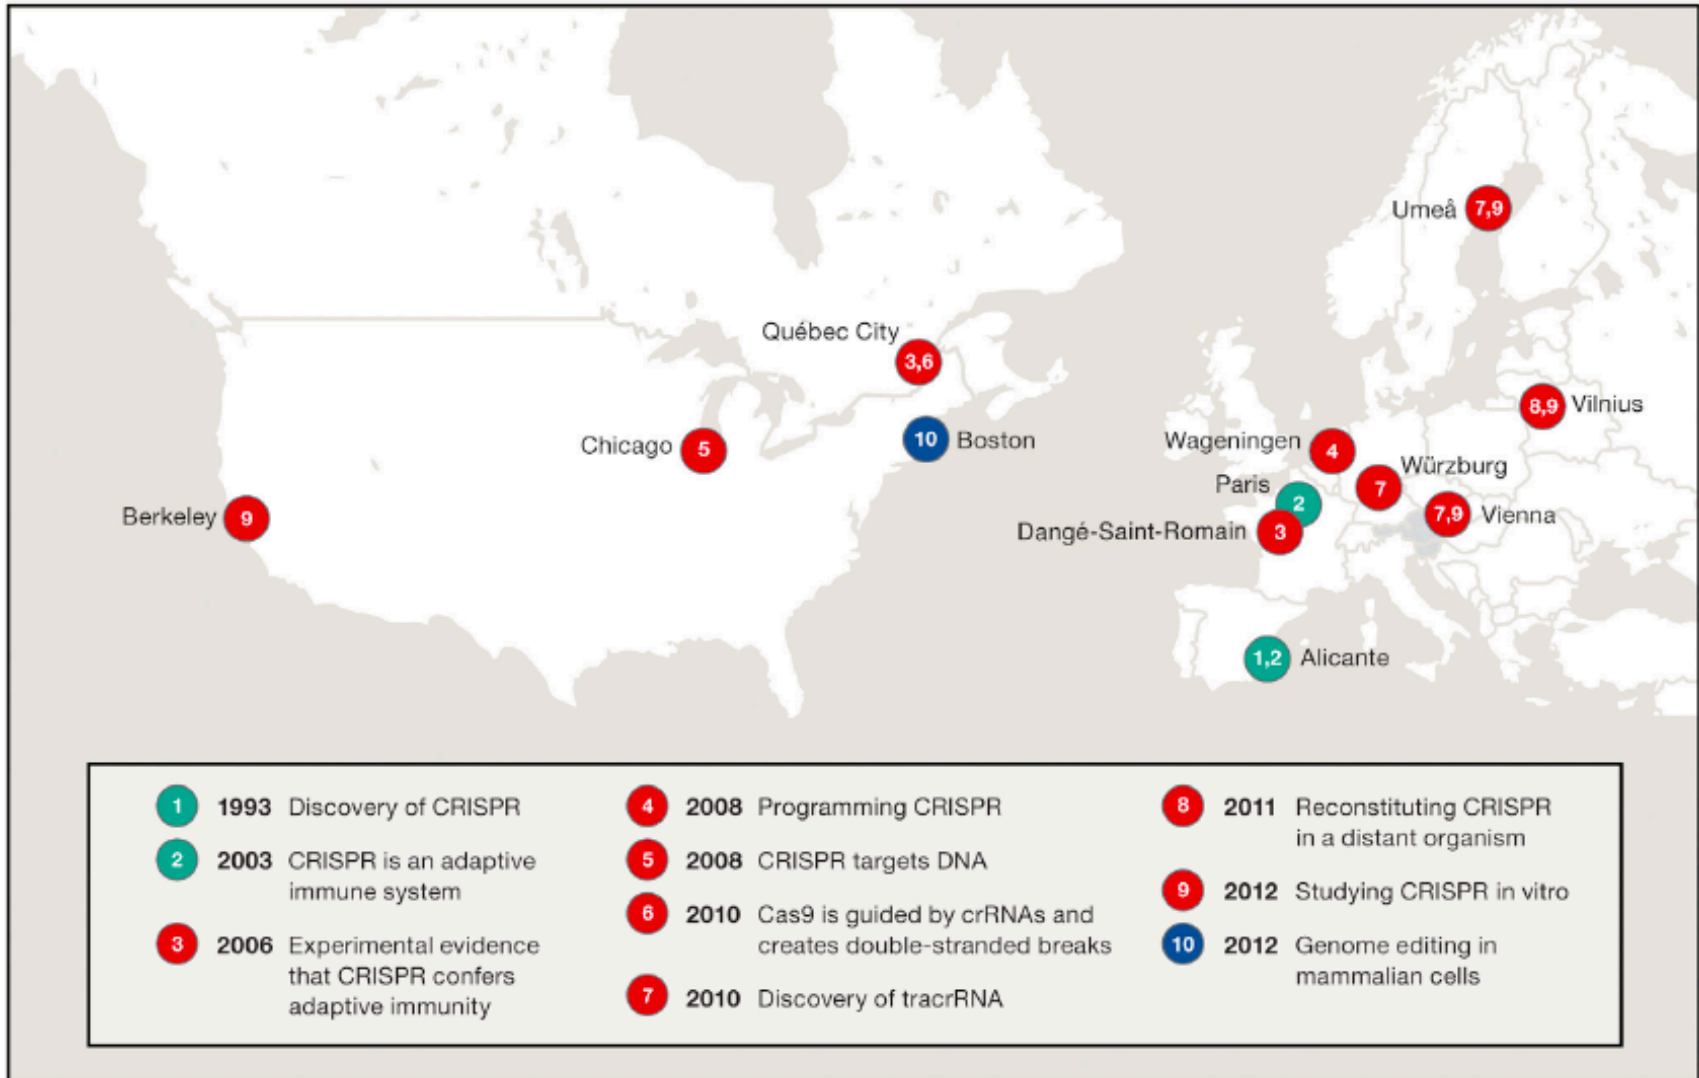 Umeå 7,9
Québec City
3,6
8,9 Vilnius
Chicago 5
10 Boston
Wageningen 4
Würzburg
7
Paris
2
Berkeley 9
7,9 Vienna
Dangé-Saint-Romain 3
1,2 Alicante
1 1993 Discovery of CRISPR
2 2003 CRISPR is an adaptive
immune system
3 2006 Experimental evidence
that CRISPR confers
adaptive immunity
4 2008 Programming CRISPR
5 2008 CRISPR targets DNA
6 2010 Cas9 is guided by crRNAs and
creates double-stranded breaks
7 2010 Discovery of tracrRNA
8 2011 Reconstituting CRISPR
in a distant organism
9 2012 Studying CRISPR in vitro
10 2012 Genome editing in
mammalian cells